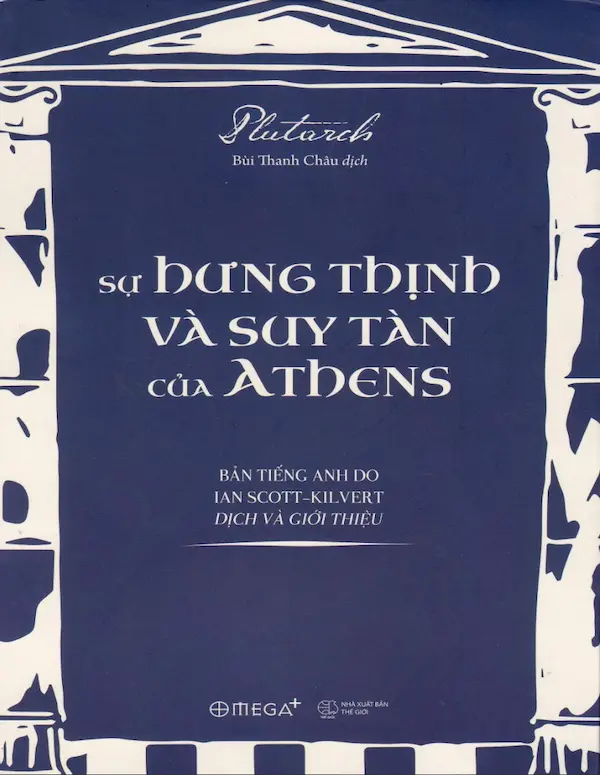 Plutarch
Bùi Thanh Châu dịch
sự hưng thịnh
và suy tàn
của Athens
BẢN TIẾNG ANH DO
IAN SCOTT-KILVERT
DỊCH VÀ GIỚI THIỆU
OMEGA+
NHÀ XUẤT BẢN
THẾ GIỚI